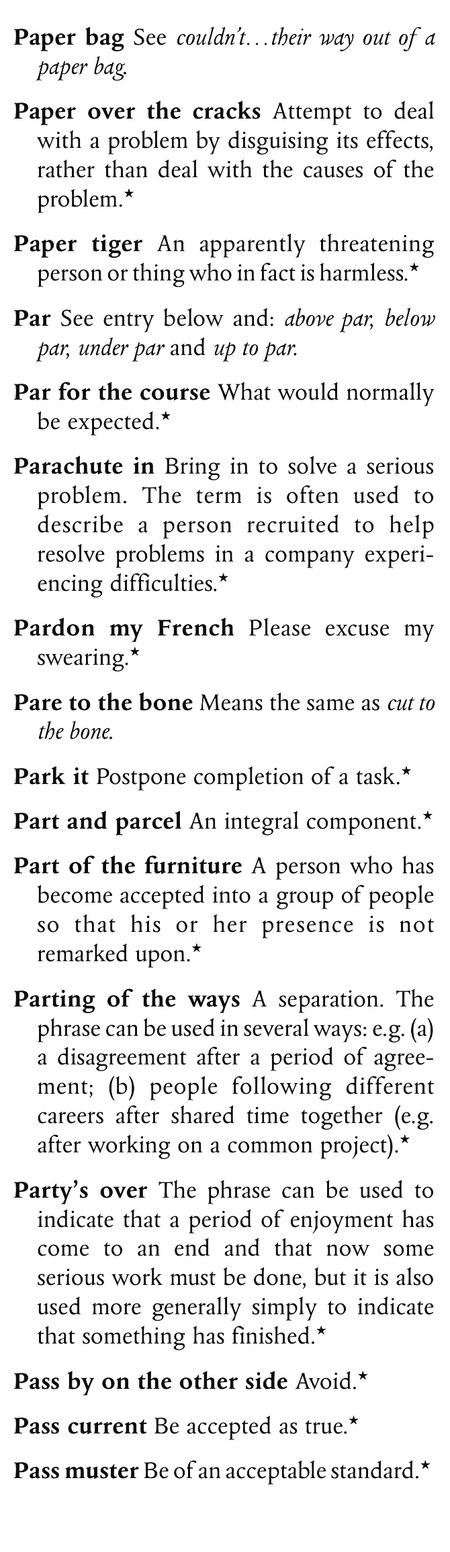 Paper bag See couldn't…their way out of a
paper bag.
Paper over the cracks Attempt to deal
with a problem by disguising its effects,
rather than deal with the causes of the
problem.★
Paper tiger An apparently threatening
person or thing who in fact is harmless.★
Par See entry below and: above par, below
par, under par and up to par.
Par for the course What would normally
be expected.★
Parachute in Bring in to solve a serious
problem. The term is often used to
describe a person recruited to help
resolve problems in a company experi-
encing difficulties.★
Pardon my French Please excuse my
swearing.★
Pare to the bone Means the same as cut to
the bone.
Park it Postpone completion of a task.★
Part and parcel An integral component.★
Part of the furniture A person who has
become accepted into a group of people
so that his or her presence is not
remarked upon.★
Parting of the ways A separation. The
phrase can be used in several ways: e.g. (a)
a disagreement after a period of agree-
ment; (b) people following different
careers after shared time together (e.g.
after working on a common project).★
Party's over The phrase can be used to
indicate that a period of enjoyment has
come to an end and that now some
serious work must be done, but it is also
used more generally simply to indicate
that something has finished.★
Pass by on the other side Avoid.★
Pass current Be accepted as true.★
Pass muster Be of an acceptable standard.★